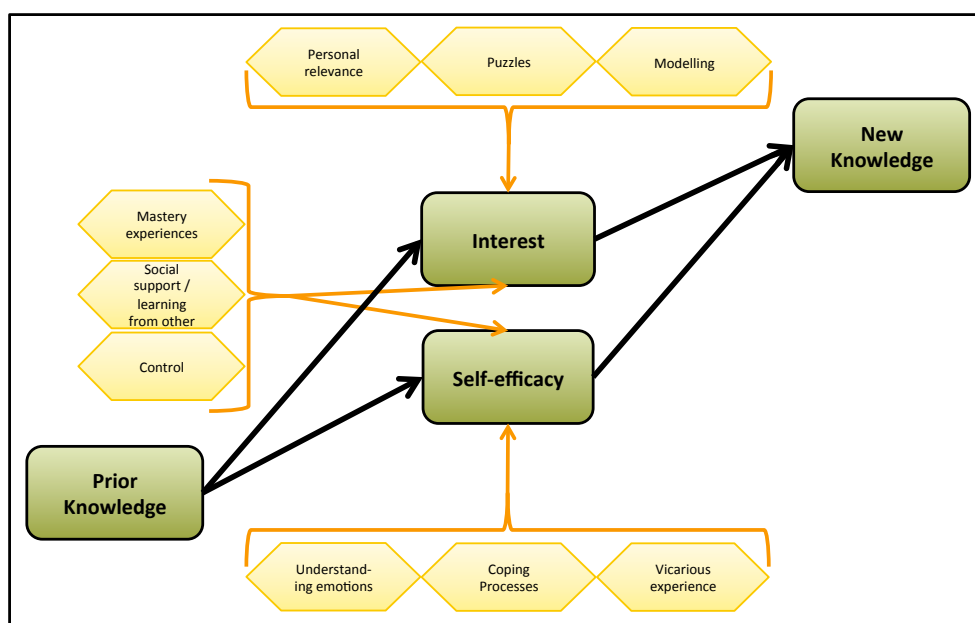 Personal
relevance
Puzzles
Modelling
New
Knowledge
Mastery
experiences
Interest
Social
support /
learning
from other
Control
Self-efficacy
Prior
Knowledge
Understand-
ing emotions
Coping
Processes
Vicarious
experience